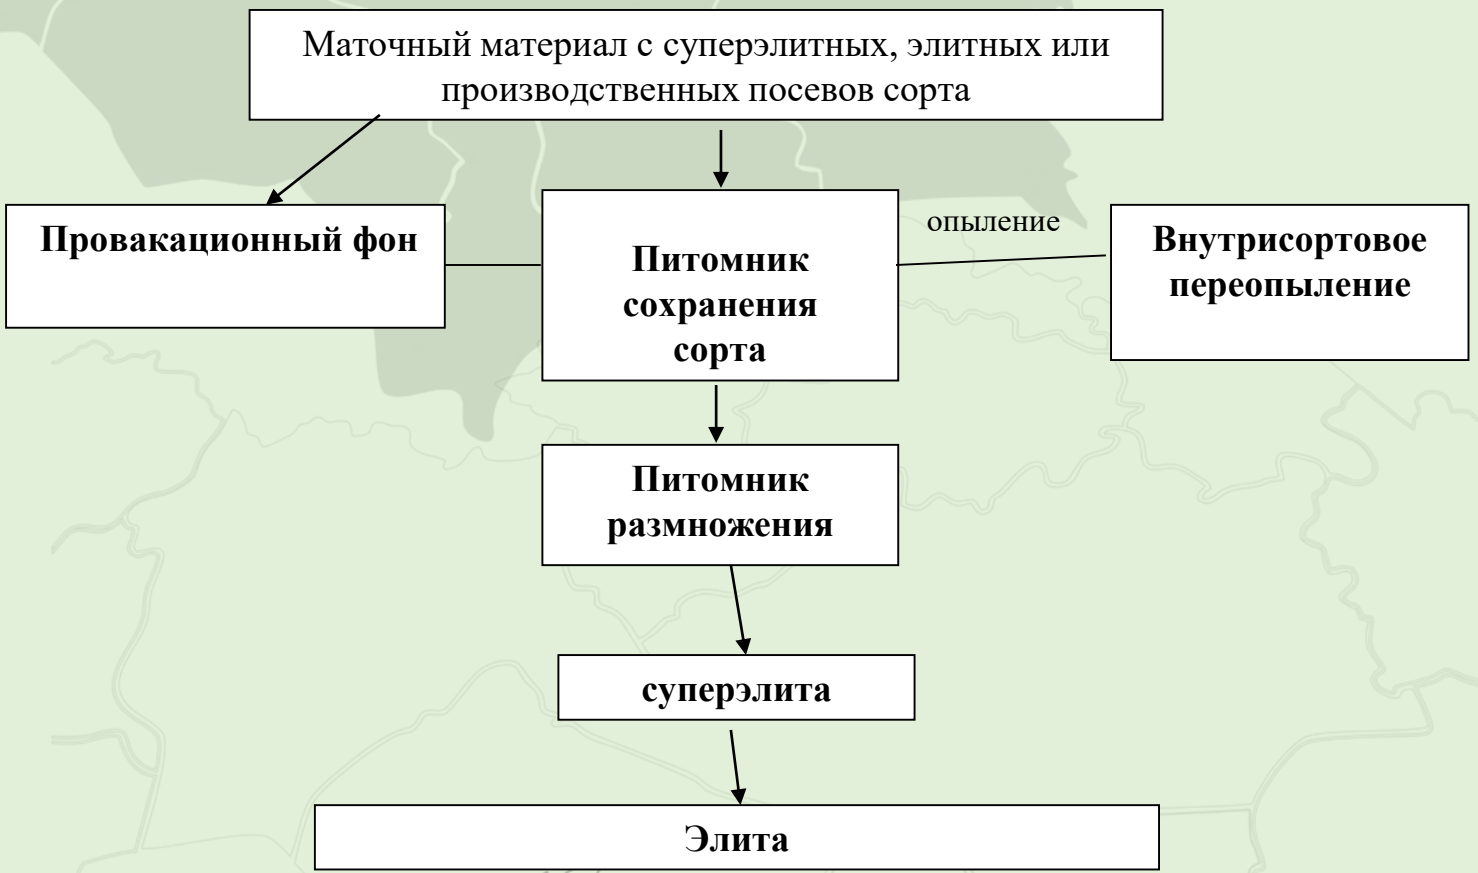 Маточный материал с суперэлитных, элитных или
производственных посевов сорта
Провакационный фон
Питомник
сохранения
сорта
опыление
Внутрисортовое
переопыление
Питомник
размножения
суперэлита
Элита